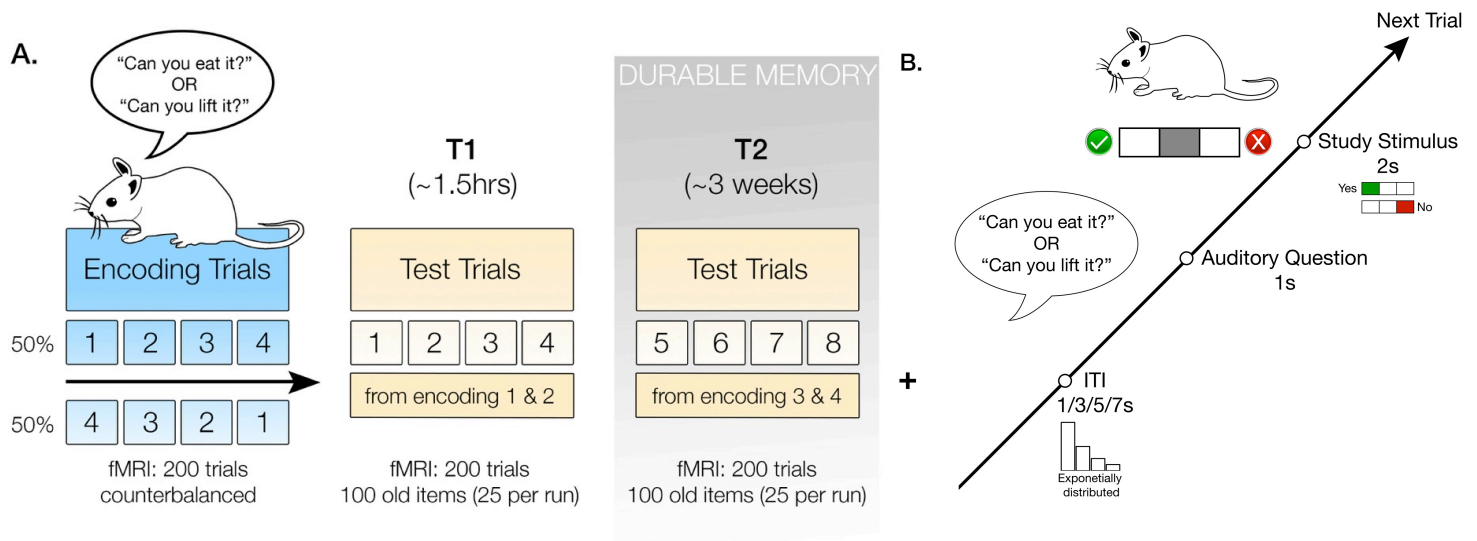 A.
“Can you eat it?”
OR
“Can you lift it?”
Encoding Trials
50%
1 2 3 4
50%
4 3 2 1
fMRI: 200 trials
counterbalanced
T1
(~1.5hrs)
Test Trials
1 2 3 4
from encoding 1 & 2
fMRI: 200 trials
100 old items (25 per run)
DURABLE MEMORY
T2
(~3 weeks)
Test Trials
5 6 7 8
from encoding 3 & 4
fMRI: 200 trials
100 old items (25 per run)
B.
Next Trial
Study Stimulus
2s
Yes
No
“Can you eat it?”
OR
“Can you lift it?”
Auditory Question
1s
+
ITI
1/3/5/7s
Exponetially
distributed